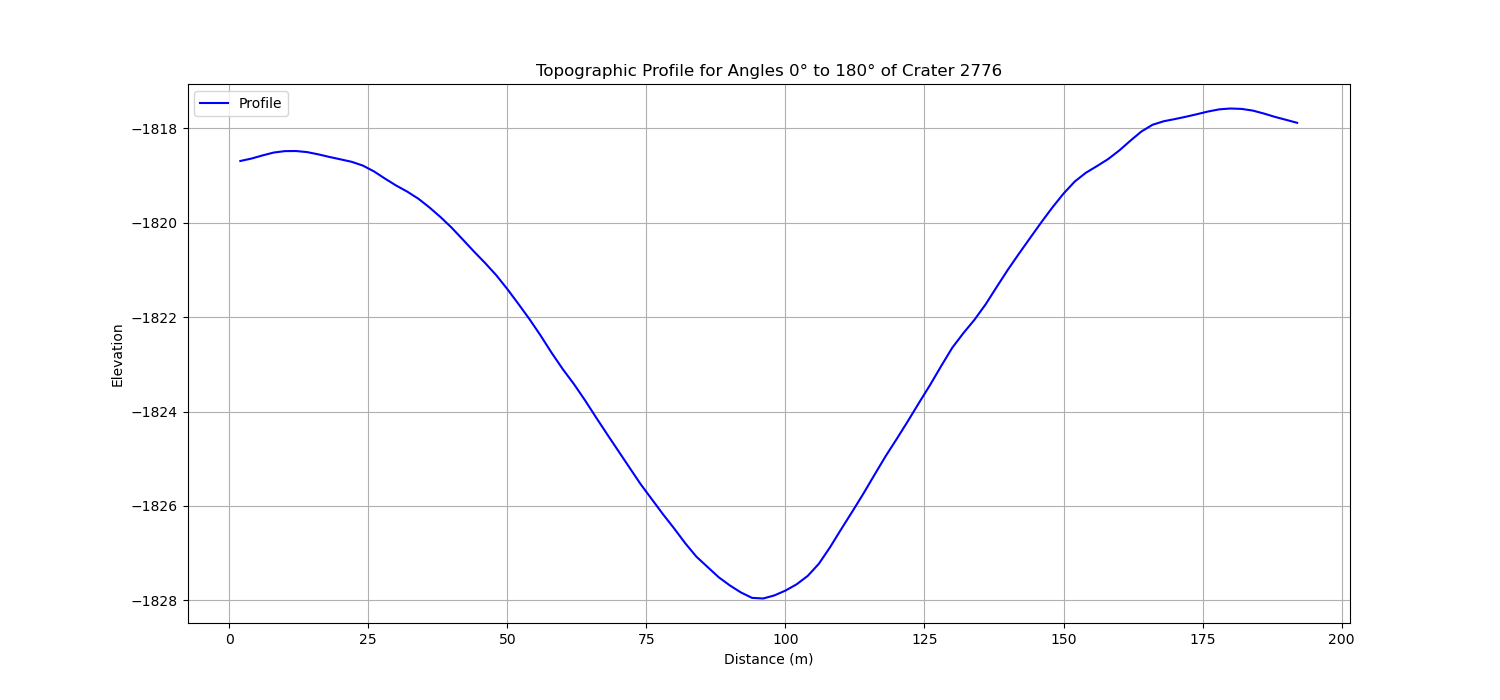 Topographic Profile for Angles 0° to 180° of Crater 2776
Profile
−1818
−1820
−1822
−1824
−1826
−1828
Elevation
0 25 50 75 100 125 150 175 200
Distance (m)